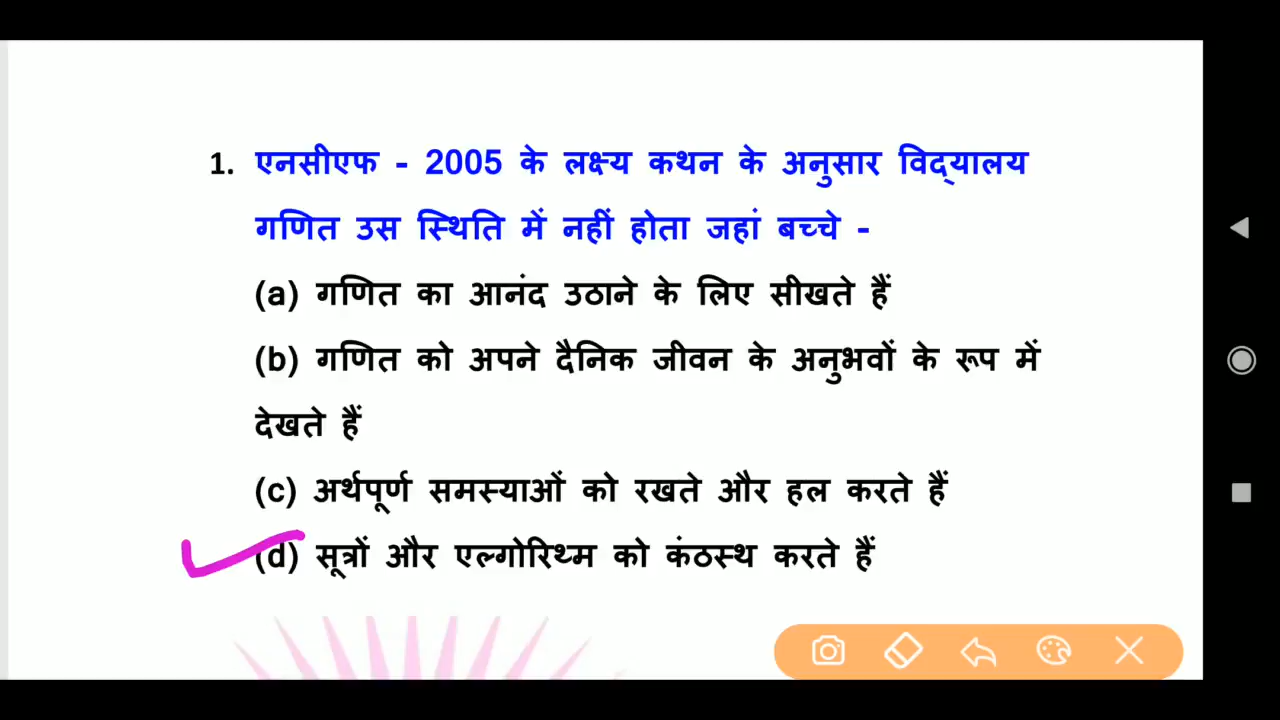 1. एनसीएफ - 2005 के लक्ष्य कथन के अनुसार विद्यालय
गणित उस स्थिति में नहीं होता जहां बच्चे -
(a) गणित का आनंद उठाने के लिए सीखते हैं
(b) गणित को अपने दैनिक जीवन के अनुभवों के रूप में
देखते हैं
(c) अर्थपूर्ण समस्याओं को रखते और हल करते हैं
(d) सूत्रों और एल्गोरिथ्म को कंठस्थ करते हैं